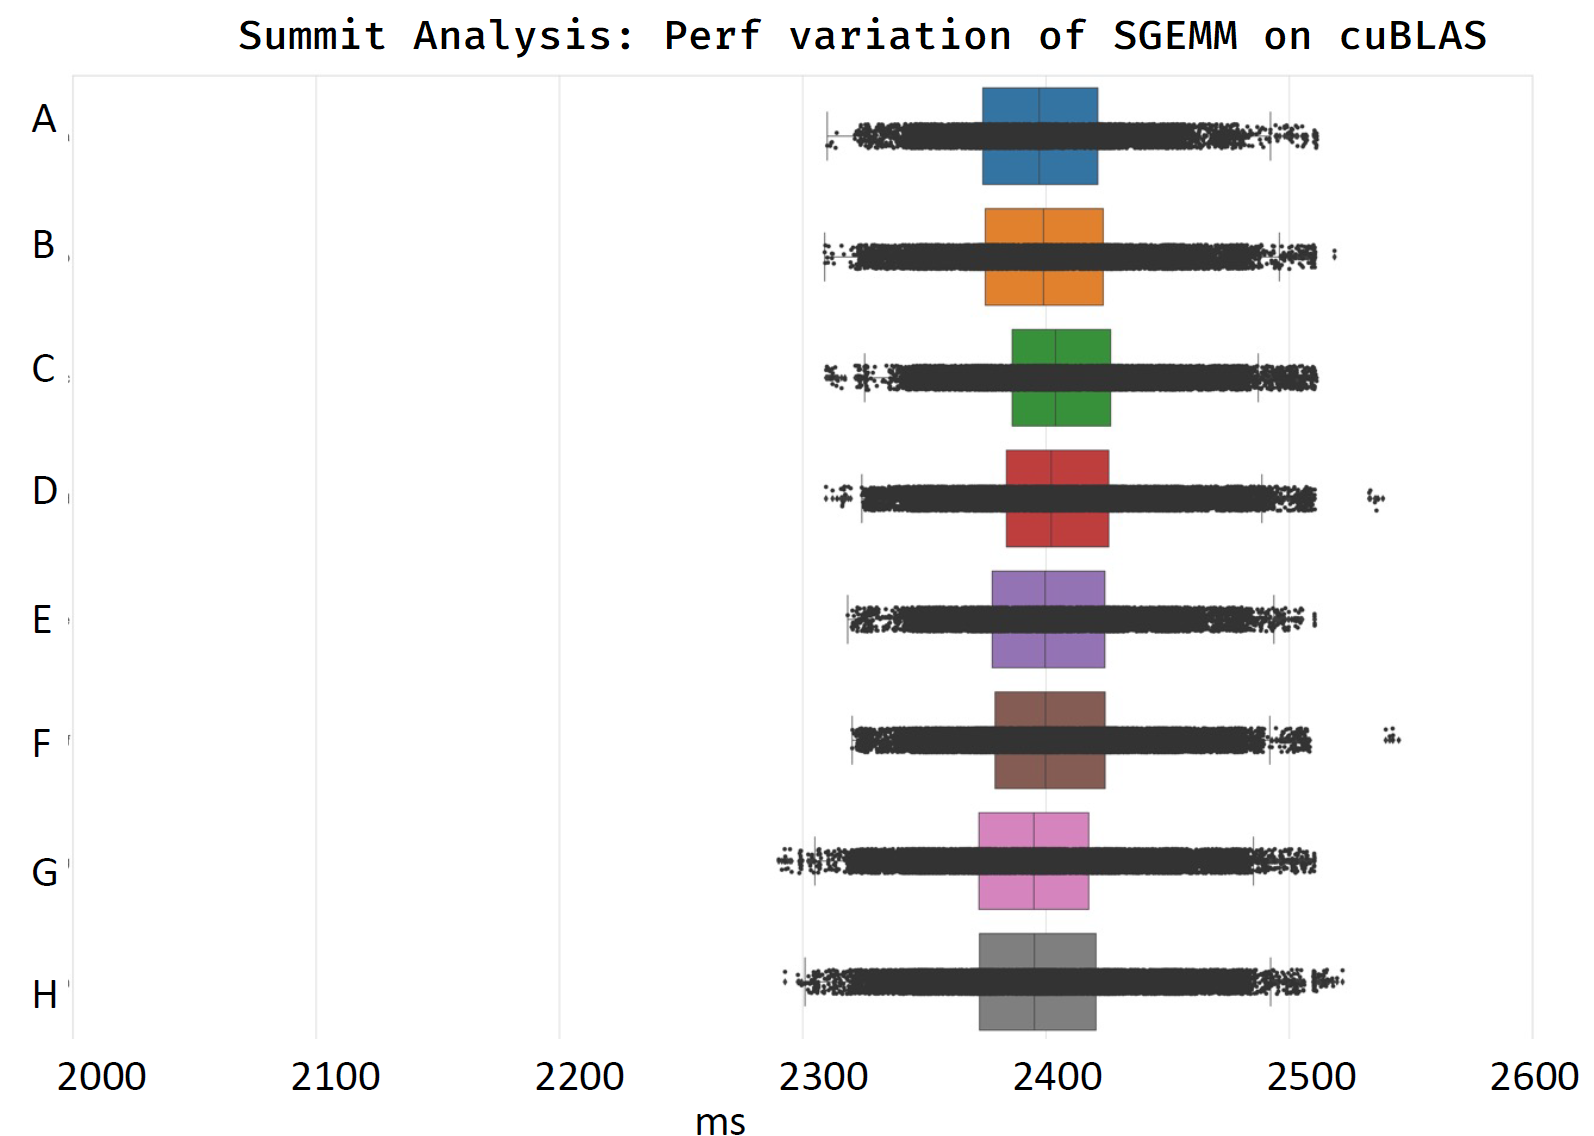 Summit Analysis: Perf variation of SGEMM on cuBLAS
A
B
C
D
E
F
G
H
2000 2100 2200 2300 2400 2500 2600
ms